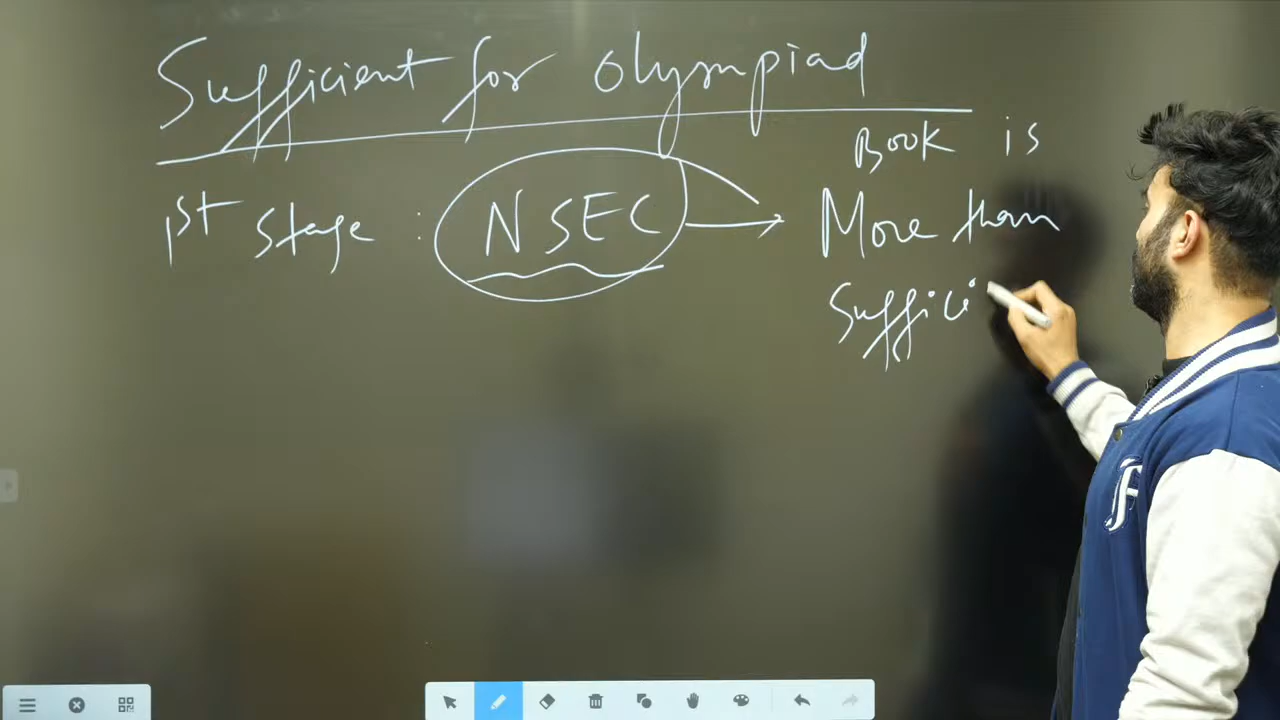 Sufficient for Olympiad
1st Stage : NSEC
Book is
More than
Suffici
F